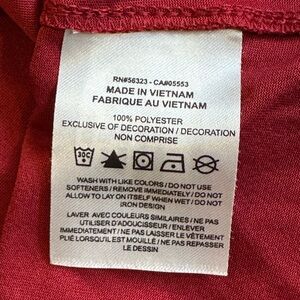 RN#56323 - CA#05553
MADE IN VIETNAM
FABRIQUE AU VIETNAM
100% POLYESTER
EXCLUSIVE OF DECORATION / DECORATION
NON COMPRISE
30C
WASH WITH LIKE COLORS / DO NOT USE
SOFTENERS / REMOVE IMMEDIATELY / DO NOT
ALLOW TO LAY ON ITSELF WHEN WET / DO NOT
IRON DESIGN
LAVER AVEC COULEURS SIMILAIRES / NE PAS
UTILISER D'ADOUCISSEUR / ENLEVER
IMMÉDIATEMENT / NE PAS LAISSER LE VÊTEMENT
PLIÉ LORSQU'IL EST MOUILLÉ / NE PAS REPASSER
LE DESSIN